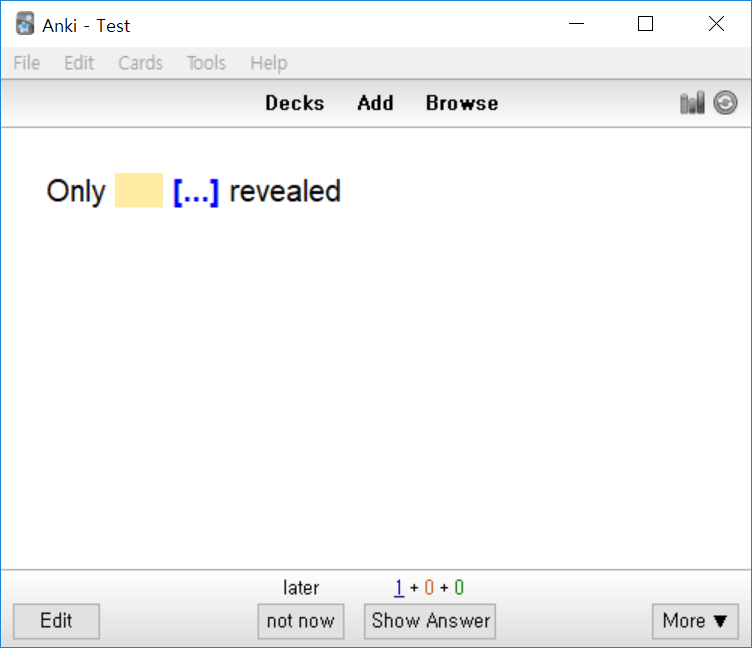 Anki - Test
File Edit Cards Tools Help
Decks Add Browse
Only [...] revealed
later 1 + 0 + 0
Edit not now Show Answer More ▼